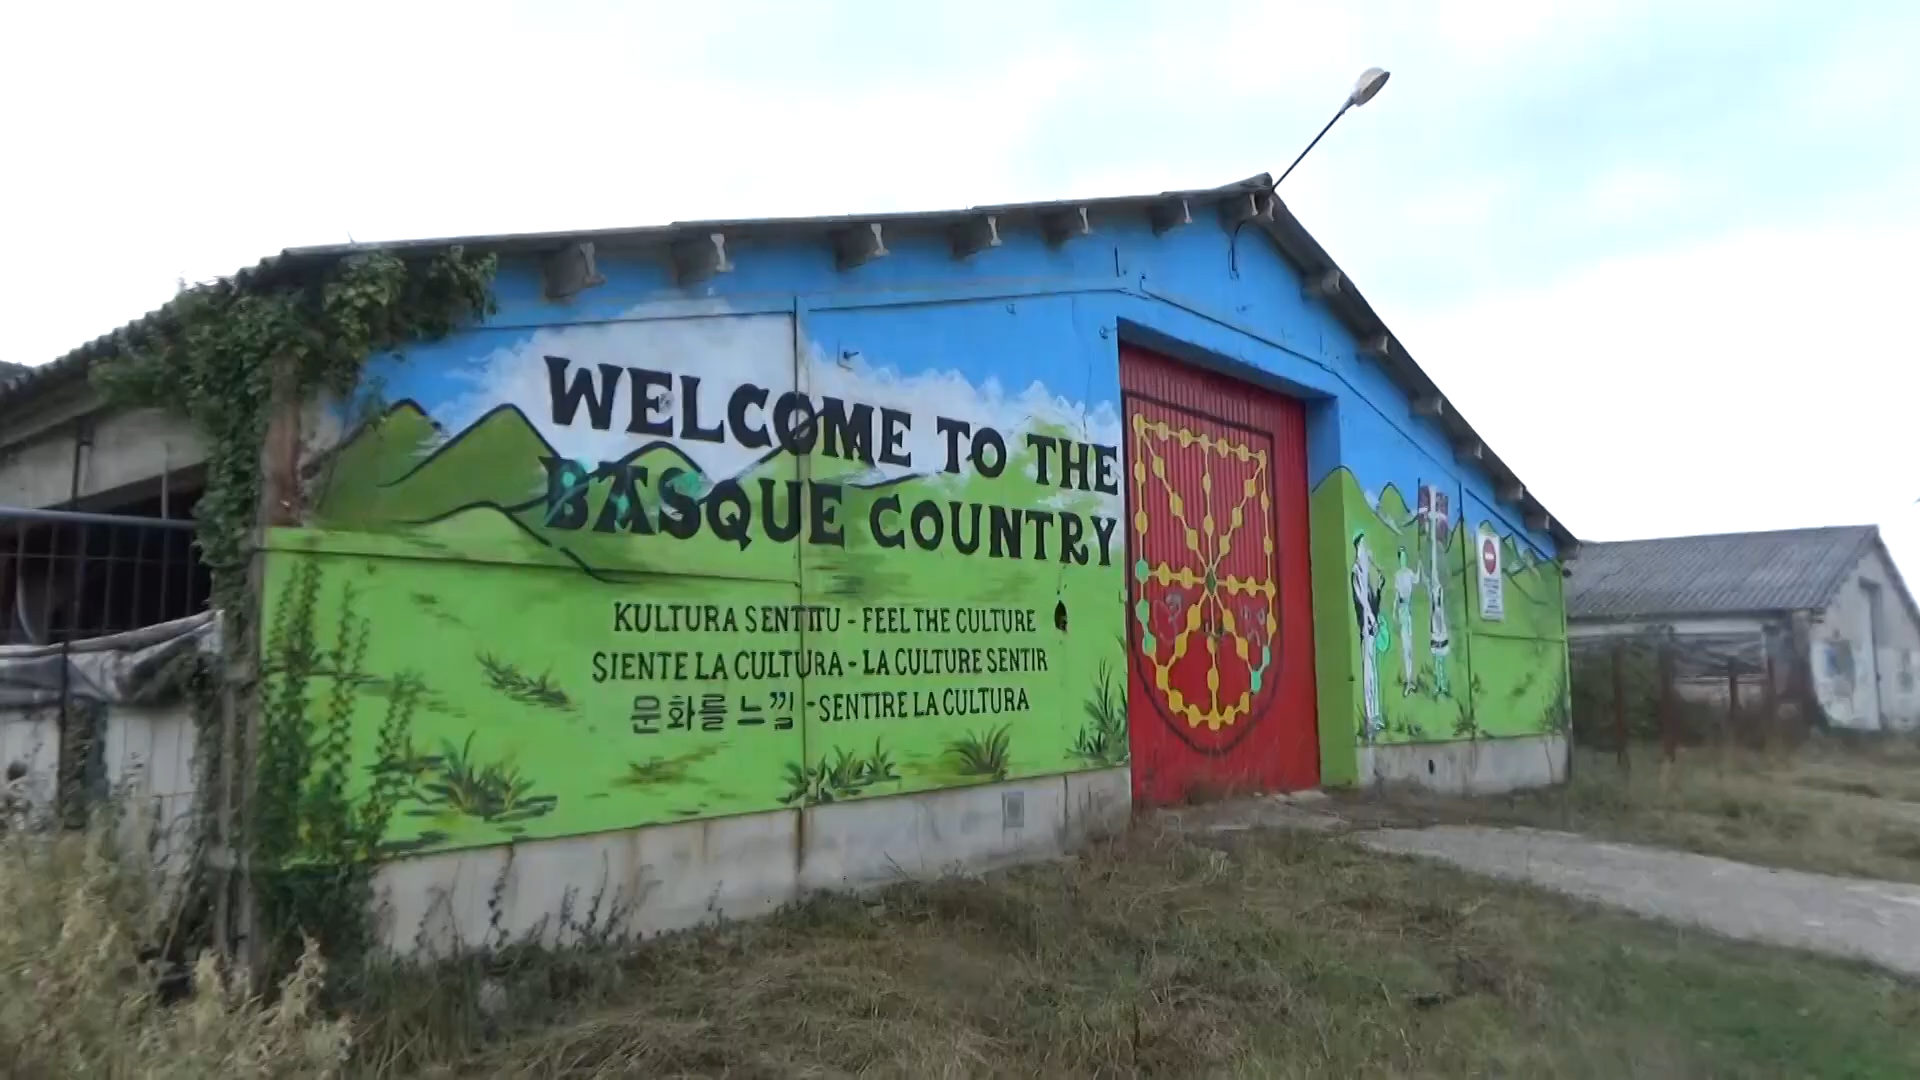 WELCOME TO THE
BASQUE COUNTRY
KULTURA SENTITU - FEEL THE CULTURE
SIENTE LA CULTURA - LA CULTURE SENTIR
문화를 느낌 - SENTIRE LA CULTURA